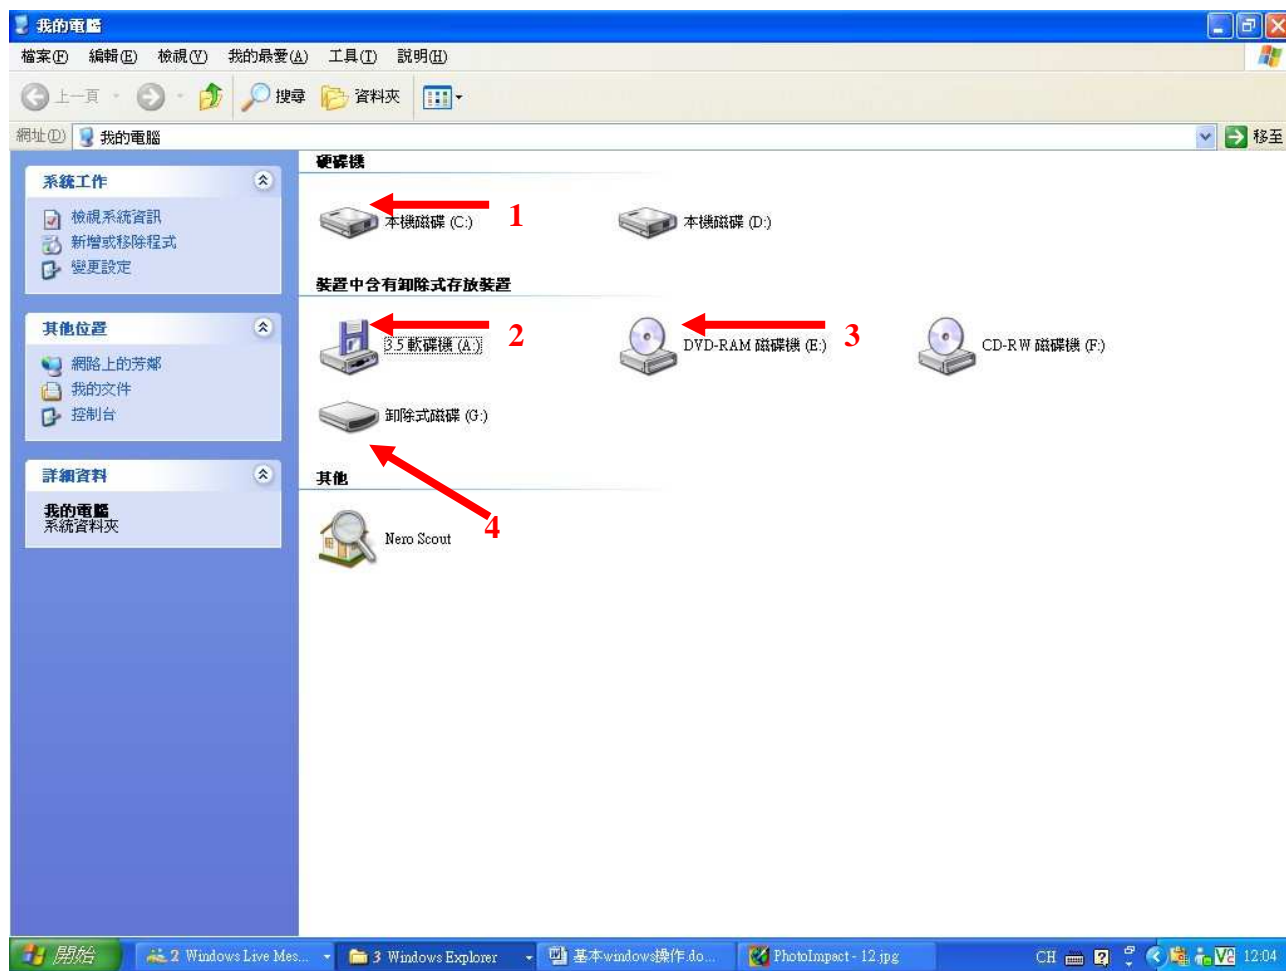 我的電腦
檔案(F) 編輯(E) 檢視(V) 我的最愛(A) 工具(T) 說明(H)
上一頁 搜尋 資料夾
網址(D) 我的電腦 移至
系統工作
檢視系統資訊
新增或移除程式
變更設定
其他位置
網路上的芳鄰
我的文件
控制台
詳細資料
我的電腦
系統資料夾
硬碟機
本機磁碟 (C:) 1 本機磁碟 (D:)
裝置中含有卸除式存放裝置
3.5 軟碟機 (A:) 2 DVD-RAM 磁碟機 (E:) 3 CD-RW 磁碟機 (F:)
卸除式磁碟 (G:)
4
其他
Nero Scout
開始 2 Windows Live Mes... 3 Windows Explorer 基本windows操作.do... PhotoImpact - 12.jpg CH 12:04